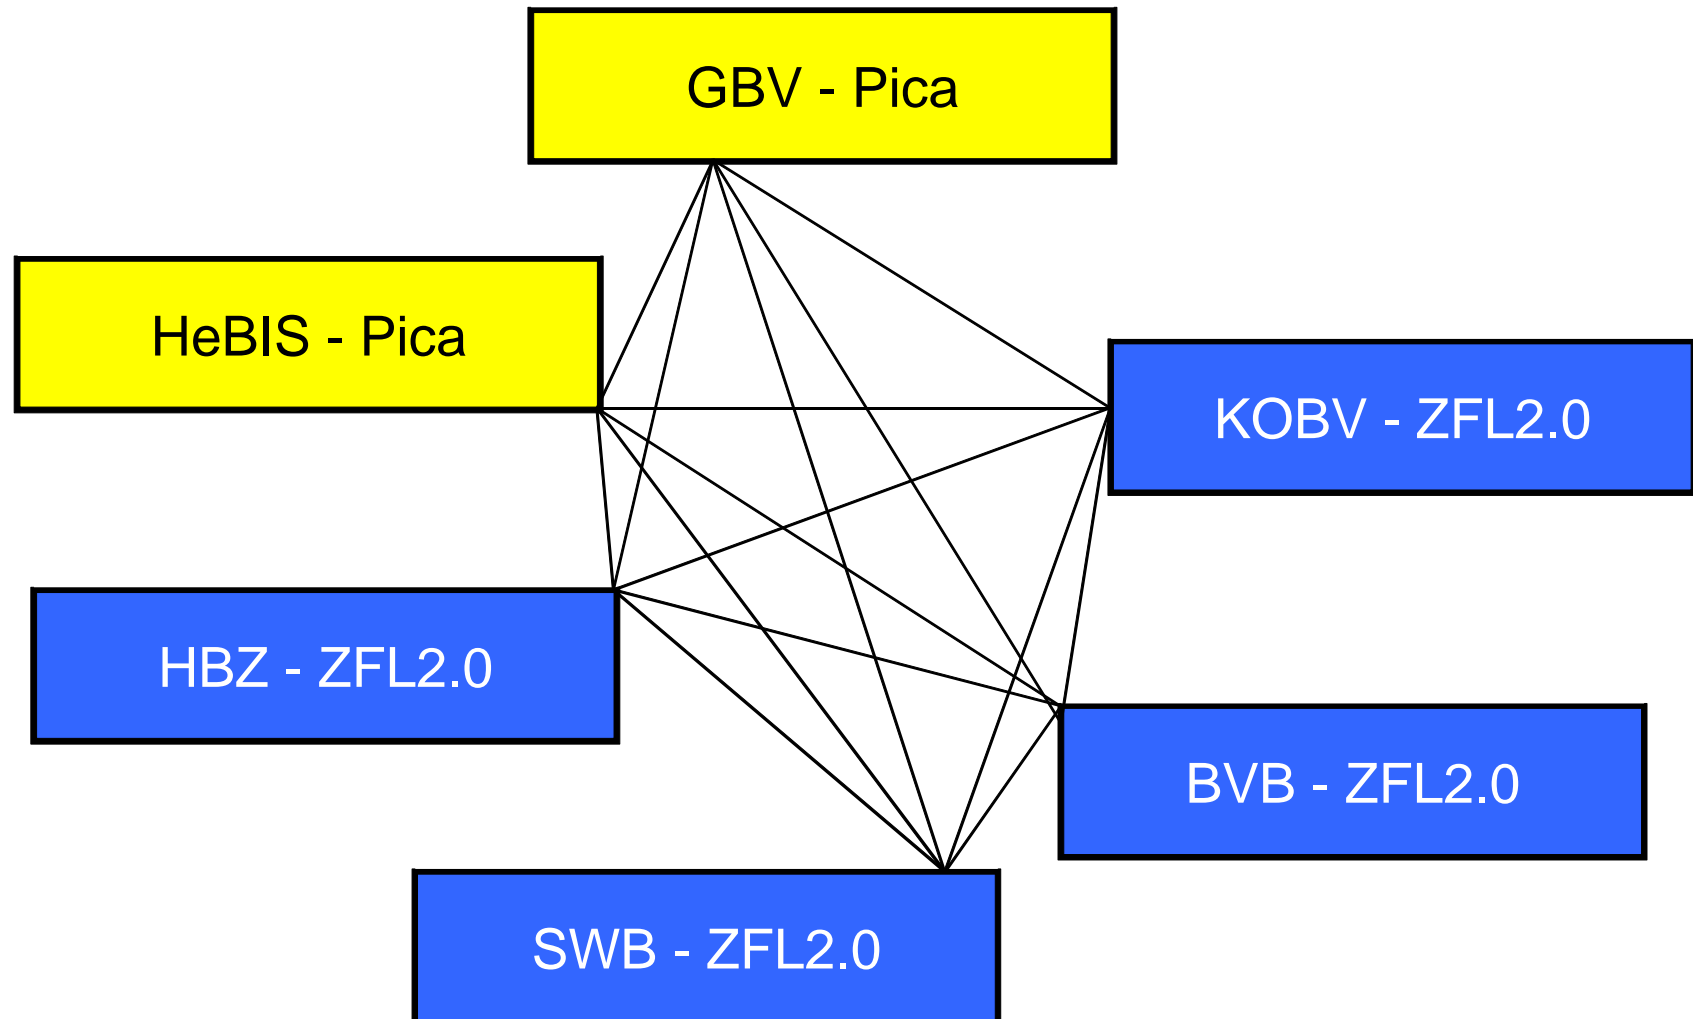 GBV - Pica
HeBIS - Pica
KOBV - ZFL2.0
HBZ - ZFL2.0
BVB - ZFL2.0
SWB - ZFL2.0